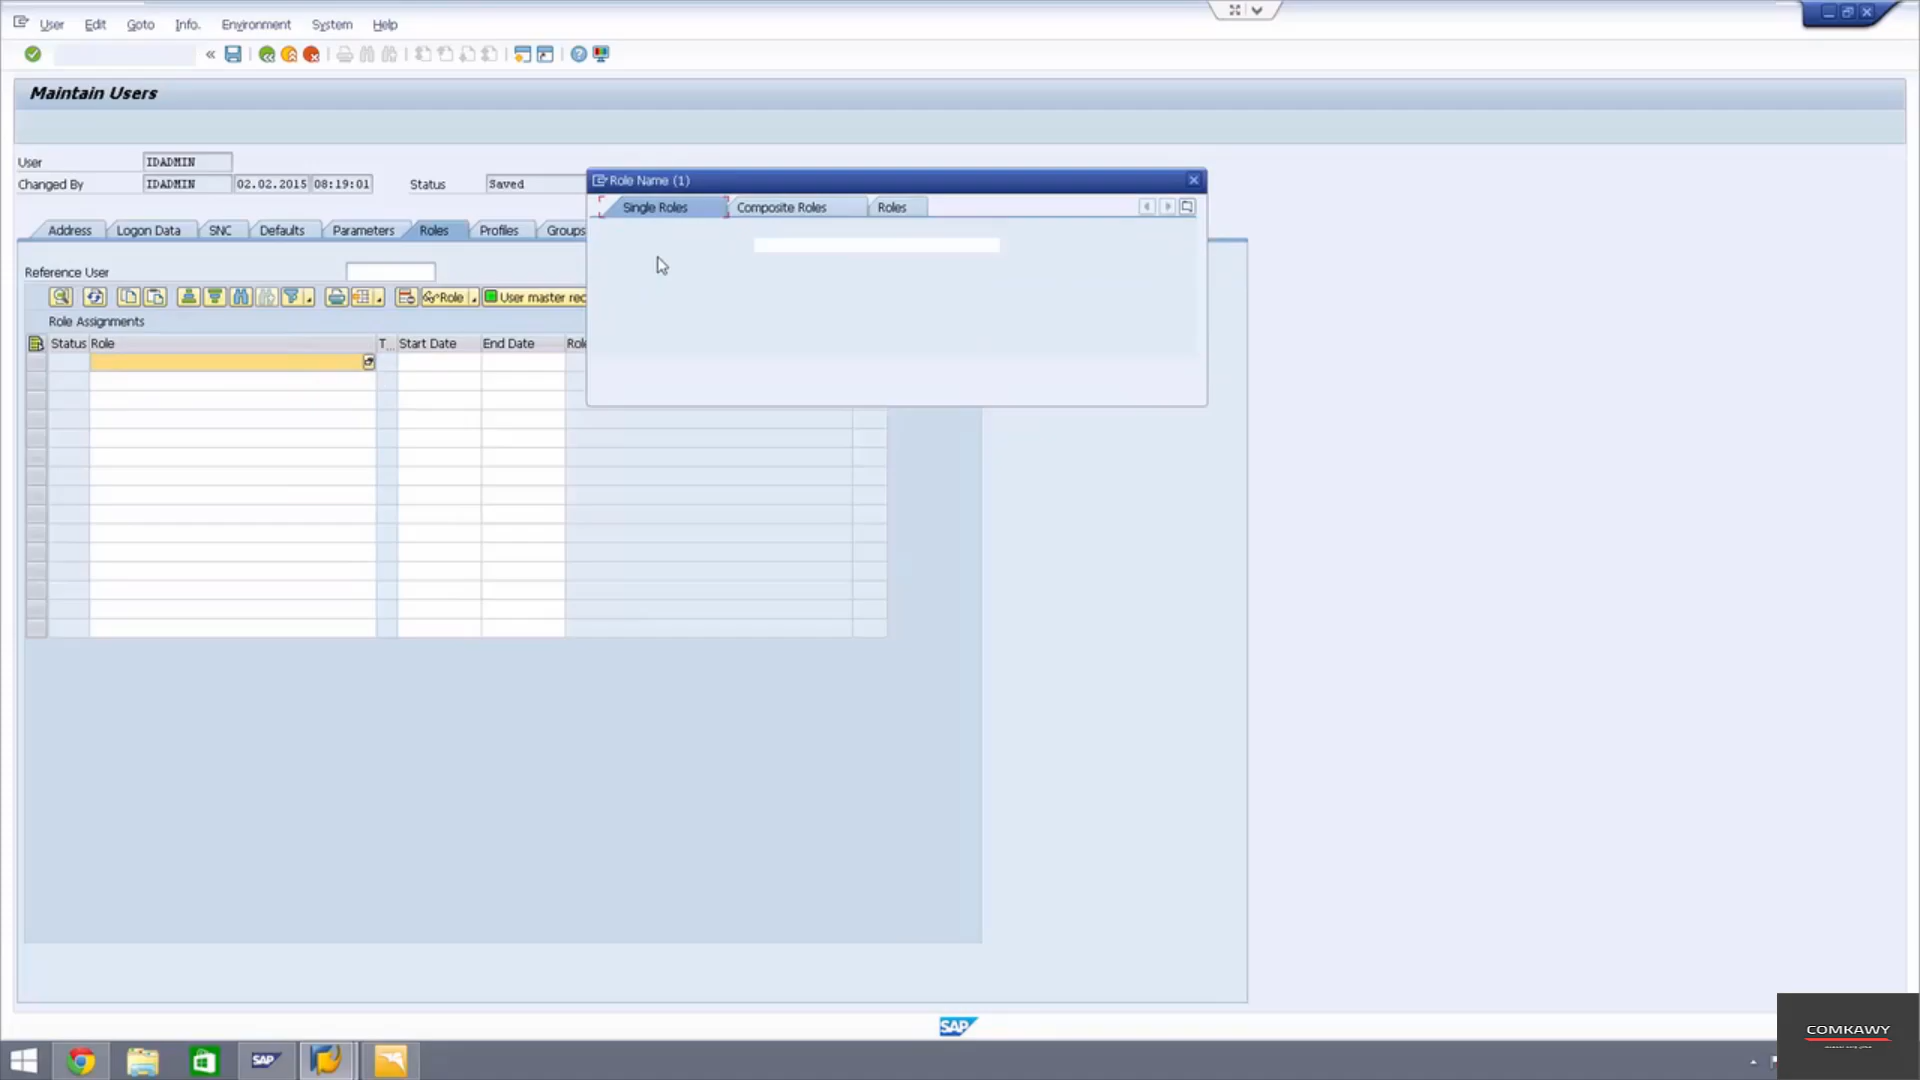 User Edit Goto Info. Environment System Help
Maintain Users
User IDADMIN
Changed By IDADMIN 02.02.2015 08:19:01 Status Saved
Address Logon Data SNC Defaults Parameters Roles Profiles Groups
Reference User
Role User master rec
Role Assignments
Status Role T... Start Date End Date Role
Role Name (1)
Single Roles Composite Roles Roles
SAP
SAP
COMKAWY